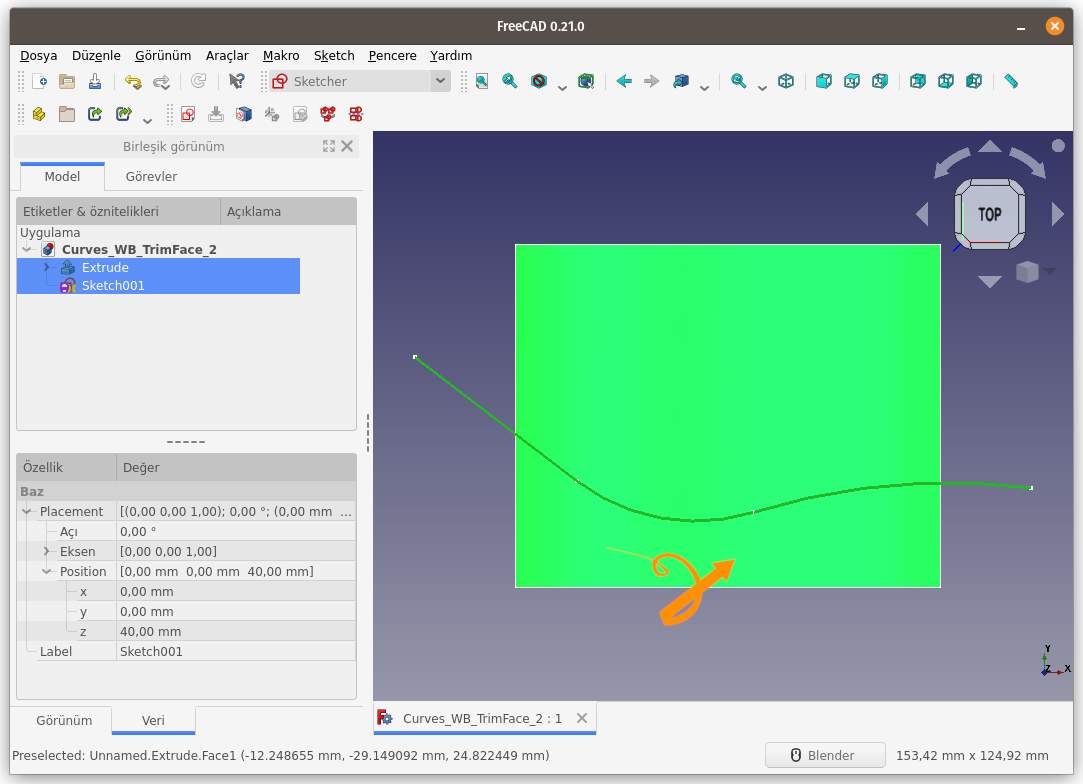 FreeCAD 0.21.0
Dosya Düzenle Görünüm Araçlar Makro Sketch Pencere Yardım
Sketcher
Birleşik görünüm
Model Görevler
Etiketler & öznitelikleri Açıklama
Uygulama
Curves_WB_TrimFace_2
Extrude
Sketch001
TOP
Özellik Değer
Baz
Placement [(0,00 0,00 1,00); 0,00 °; (0,00 mm ...
Açı 0,00 °
Eksen [0,00 0,00 1,00]
Position [0,00 mm 0,00 mm 40,00 mm]
x 0,00 mm
y 0,00 mm
z 40,00 mm
Label Sketch001
Y
Z X
Görünüm Veri
Curves_WB_TrimFace_2 : 1
Preselected: Unnamed.Extrude.Face1 (-12.248655 mm, -29.149092 mm, 24.822449 mm)
Blender
153,42 mm x 124,92 mm